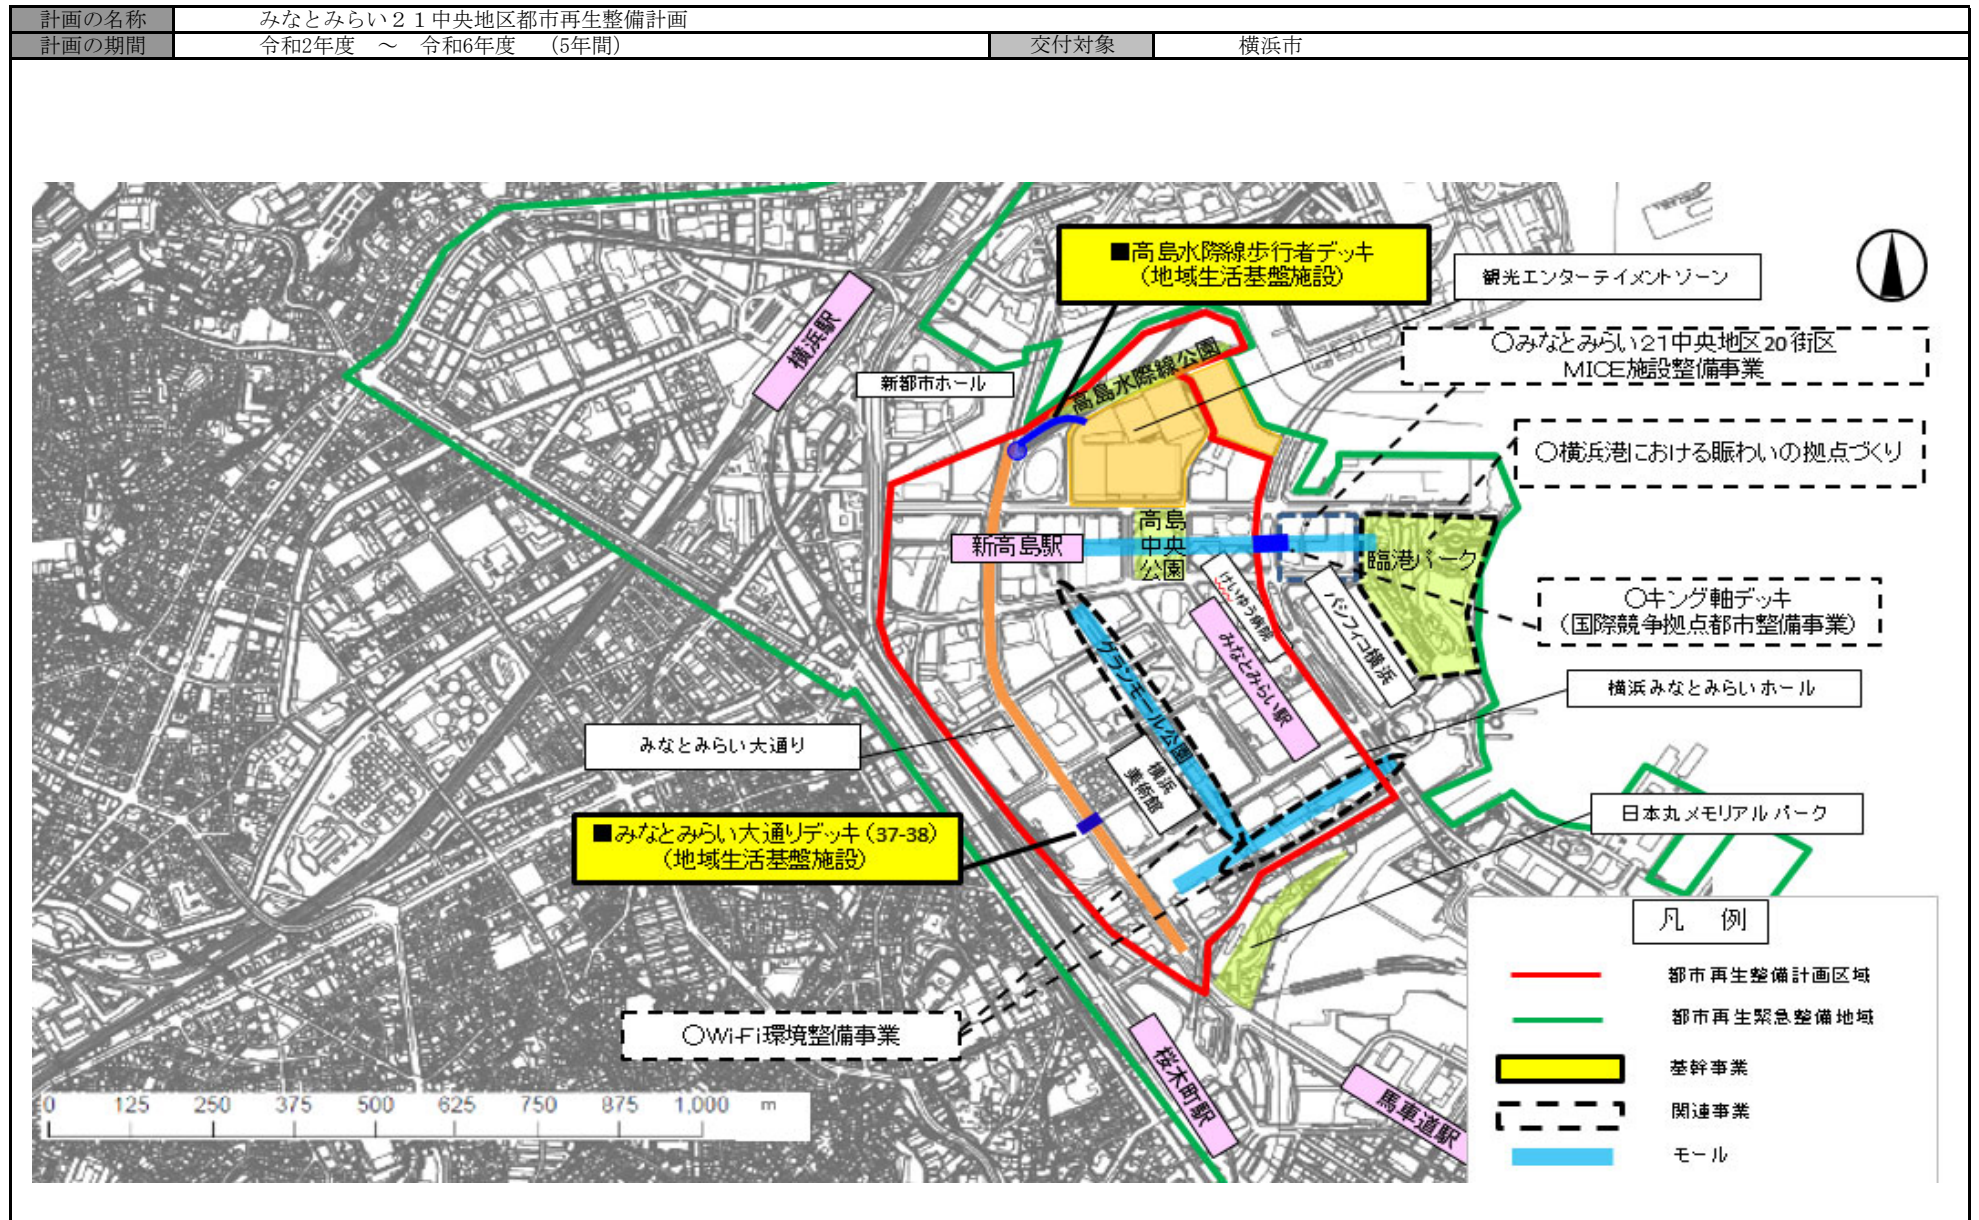 計画の名称 みなとみらい２１中央地区都市再生整備計画
計画の期間 令和2年度 ～ 令和6年度 （5年間） 交付対象 横浜市
■高島水際線歩行者デッキ
（地域生活基盤施設）
観光エンターテイメントゾーン
○みなとみらい21中央地区20街区
MICE施設整備事業
横浜駅
新都市ホール
高島水際線公園
○横浜港における賑わいの拠点づくり
高島
中央
公園
新高島駅
臨港パーク
けいゆう病院
みなとみらい駅
パシフィコ横浜
○キング軸デッキ
（国際競争拠点都市整備事業）
グランモール公園
横浜みなとみらいホール
みなとみらい大通り
横浜
美術館
日本丸メモリアルパーク
■みなとみらい大通りデッキ（37-38）
（地域生活基盤施設）
○Wi-Fi環境整備事業
桜木町駅
馬車道駅
0 125 250 375 500 625 750 875 1,000 m
凡 例
都市再生整備計画区域
都市再生緊急整備地域
基幹事業
関連事業
モール